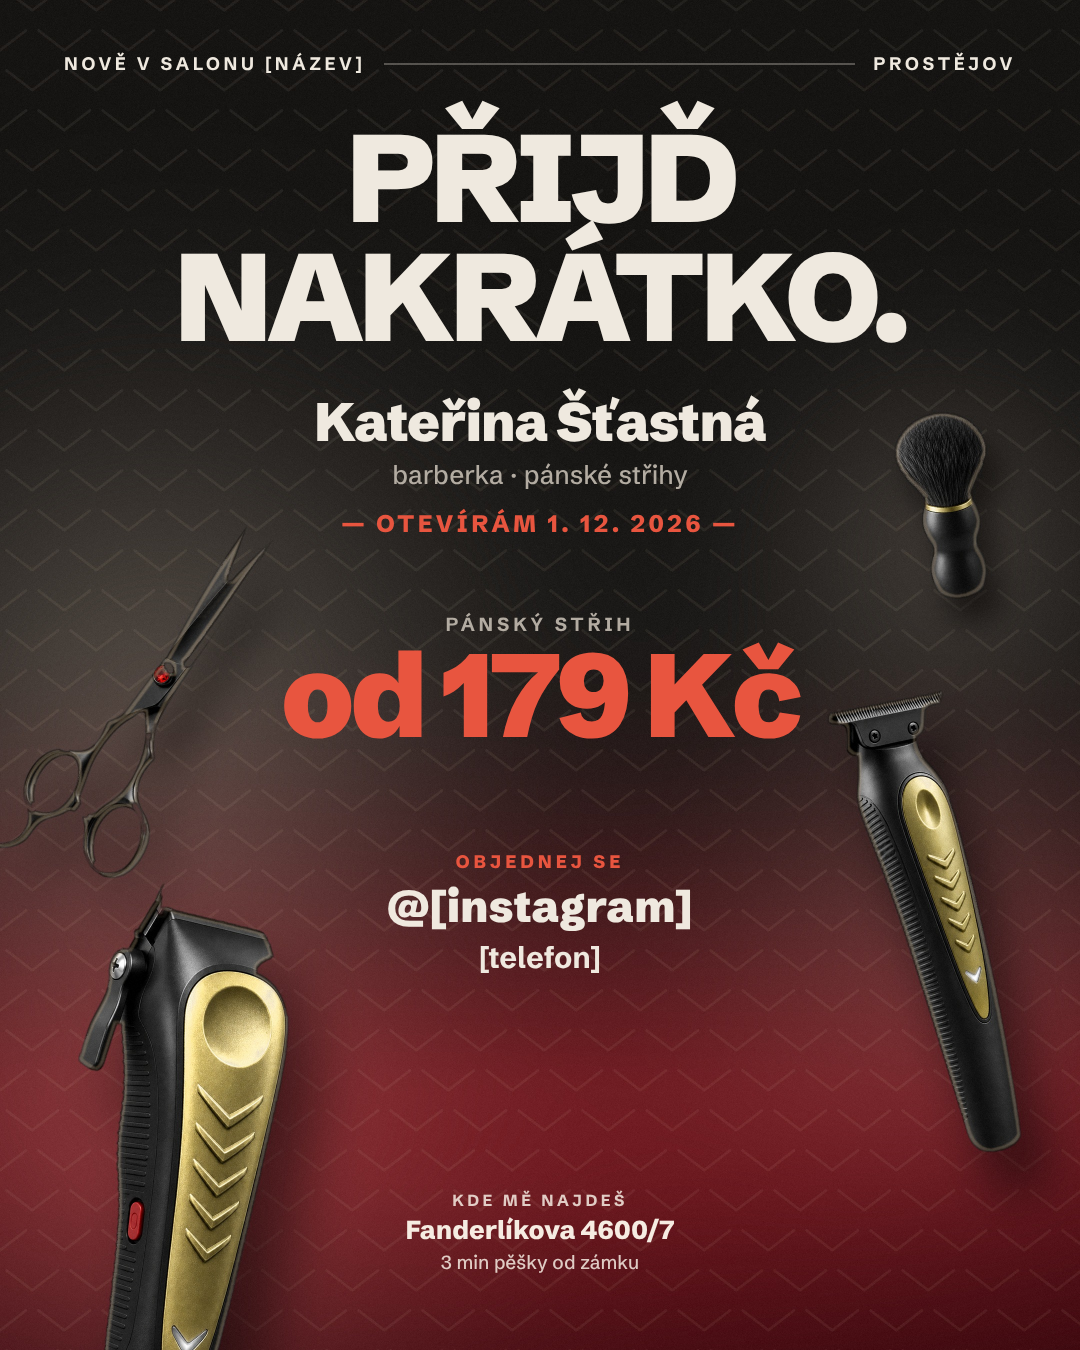 NOVĚ V SALONU [NÁZEV] PROSTĚJOV
PŘIJĎ
NAKRÁTKO.
Kateřina Šťastná
barberka · pánské střihy
— OTEVÍRÁM 1. 12. 2026 —
PÁNSKÝ STŘIH
od 179 Kč
OBJEDNEJ SE
@[instagram]
[telefon]
KDE MĚ NAJDEŠ
Fanderlíkova 4600/7
3 min pěšky od zámku